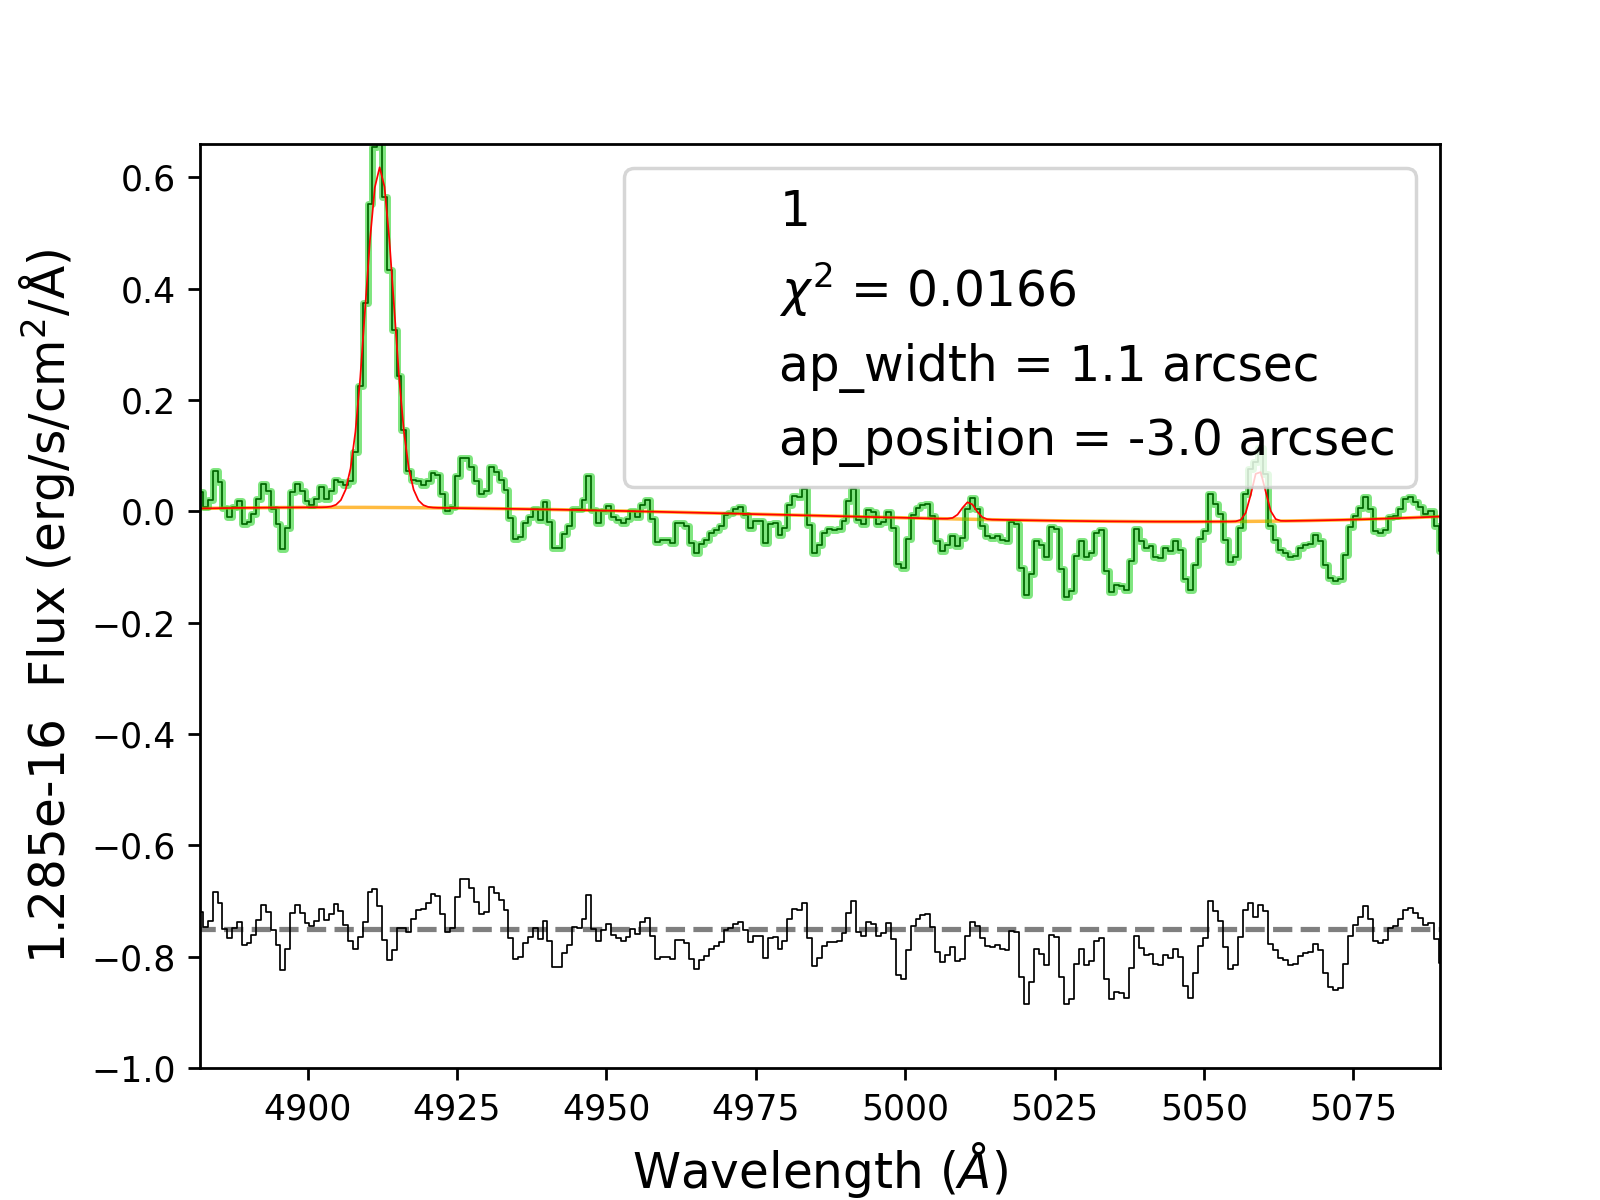 1
χ² = 0.0166
ap_width = 1.1 arcsec
ap_position = -3.0 arcsec
1.285e-16 Flux (erg/s/cm²/Å)
0.6
0.4
0.2
0.0
−0.2
−0.4
−0.6
−0.8
−1.0
4900 4925 4950 4975 5000 5025 5050 5075
Wavelength (Å)